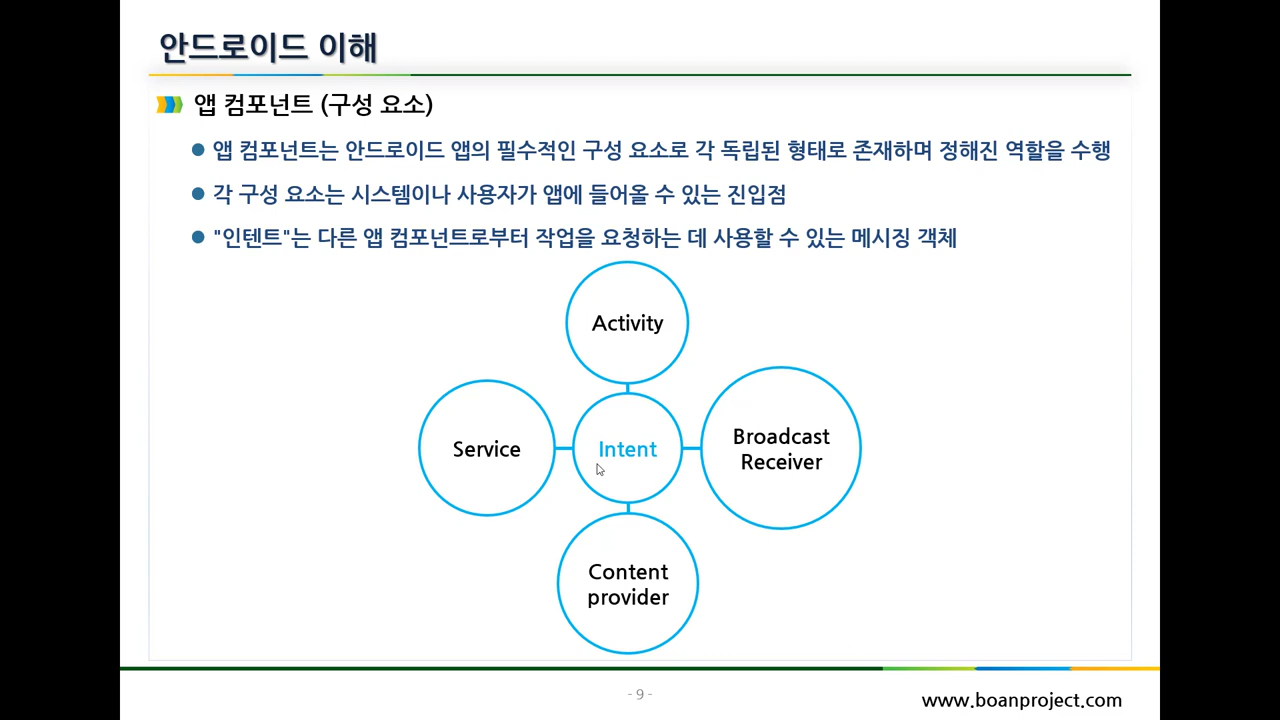 안드로이드 이해
앱 컴포넌트 (구성 요소)
앱 컴포넌트는 안드로이드 앱의 필수적인 구성 요소로 각 독립된 형태로 존재하며 정해진 역할을 수행
각 구성 요소는 시스템이나 사용자가 앱에 들어올 수 있는 진입점
"인텐트"는 다른 앱 컴포넌트로부터 작업을 요청하는 데 사용할 수 있는 메시징 객체
Activity
Service
Intent
Broadcast
Receiver
Content
provider
- 9 -
www.boanproject.com